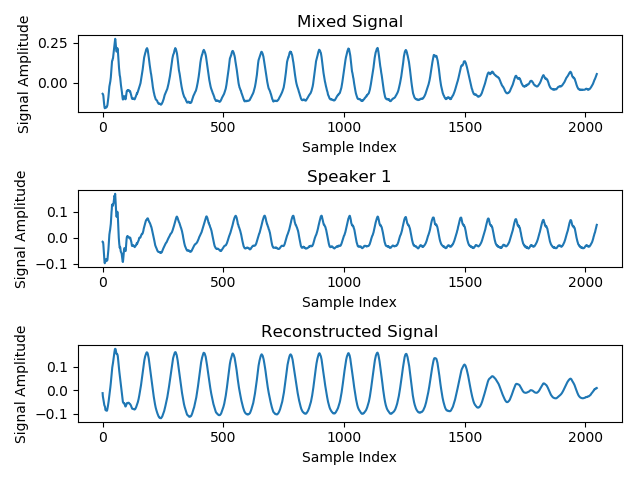 Mixed Signal
Signal Amplitude
0.25
0.00
0 500 1000 1500 2000
Sample Index
Speaker 1
Signal Amplitude
0.1
0.0
−0.1
0 500 1000 1500 2000
Sample Index
Reconstructed Signal
Signal Amplitude
0.1
0.0
−0.1
0 500 1000 1500 2000
Sample Index